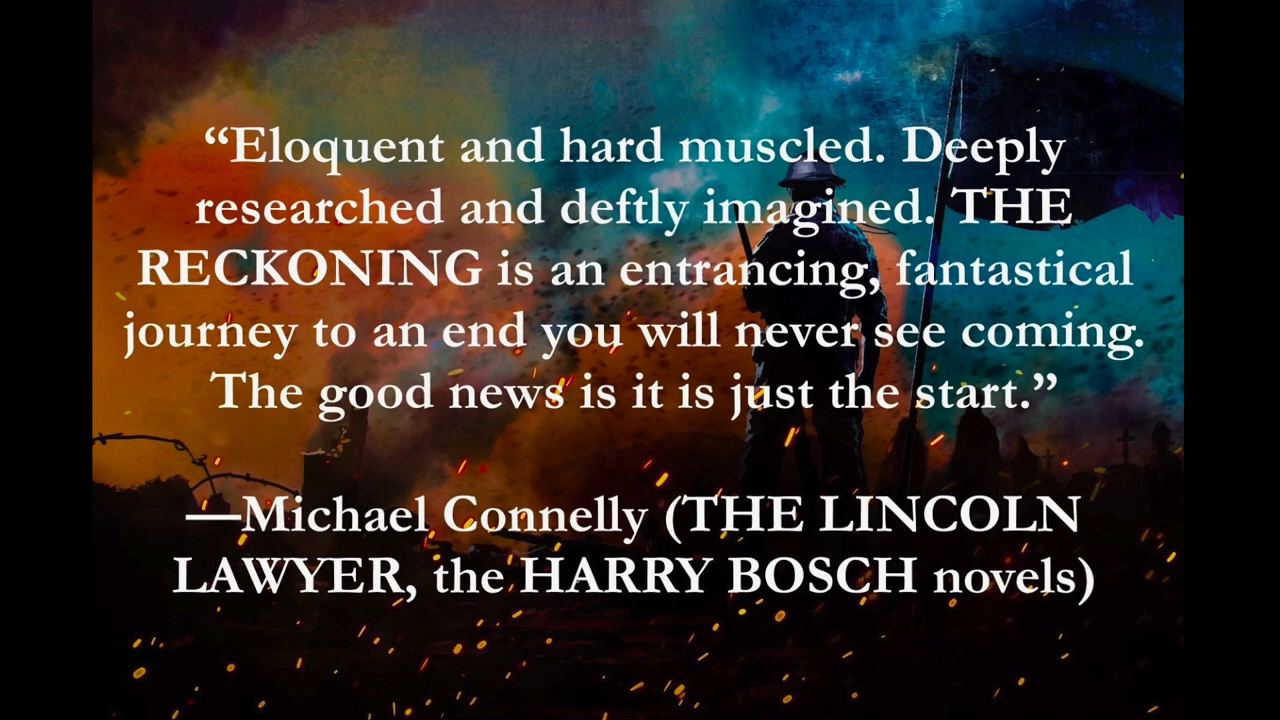 “Eloquent and hard muscled. Deeply
researched and deftly imagined. THE
RECKONING is an entrancing, fantastical
journey to an end you will never see coming.
The good news is it is just the start.”
—Michael Connelly (THE LINCOLN
LAWYER, the HARRY BOSCH novels)